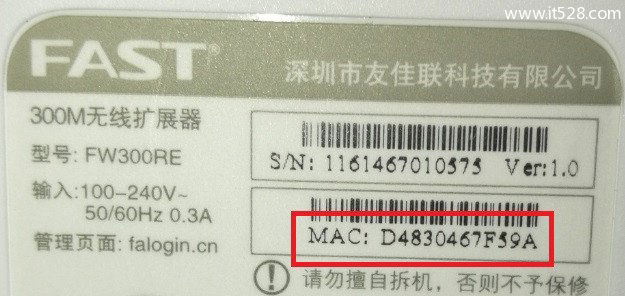 www.it528.com
FAST®
深圳市友佳联科技有限公司
300M无线扩展器
型号: FW300RE
输入:100-240V~
50/60Hz 0.3A
管理页面: falogin.cn
S/N: 1161467010575 Ver:1.0
MAC: D4830467F59A
请勿擅自拆机，否则不予保修